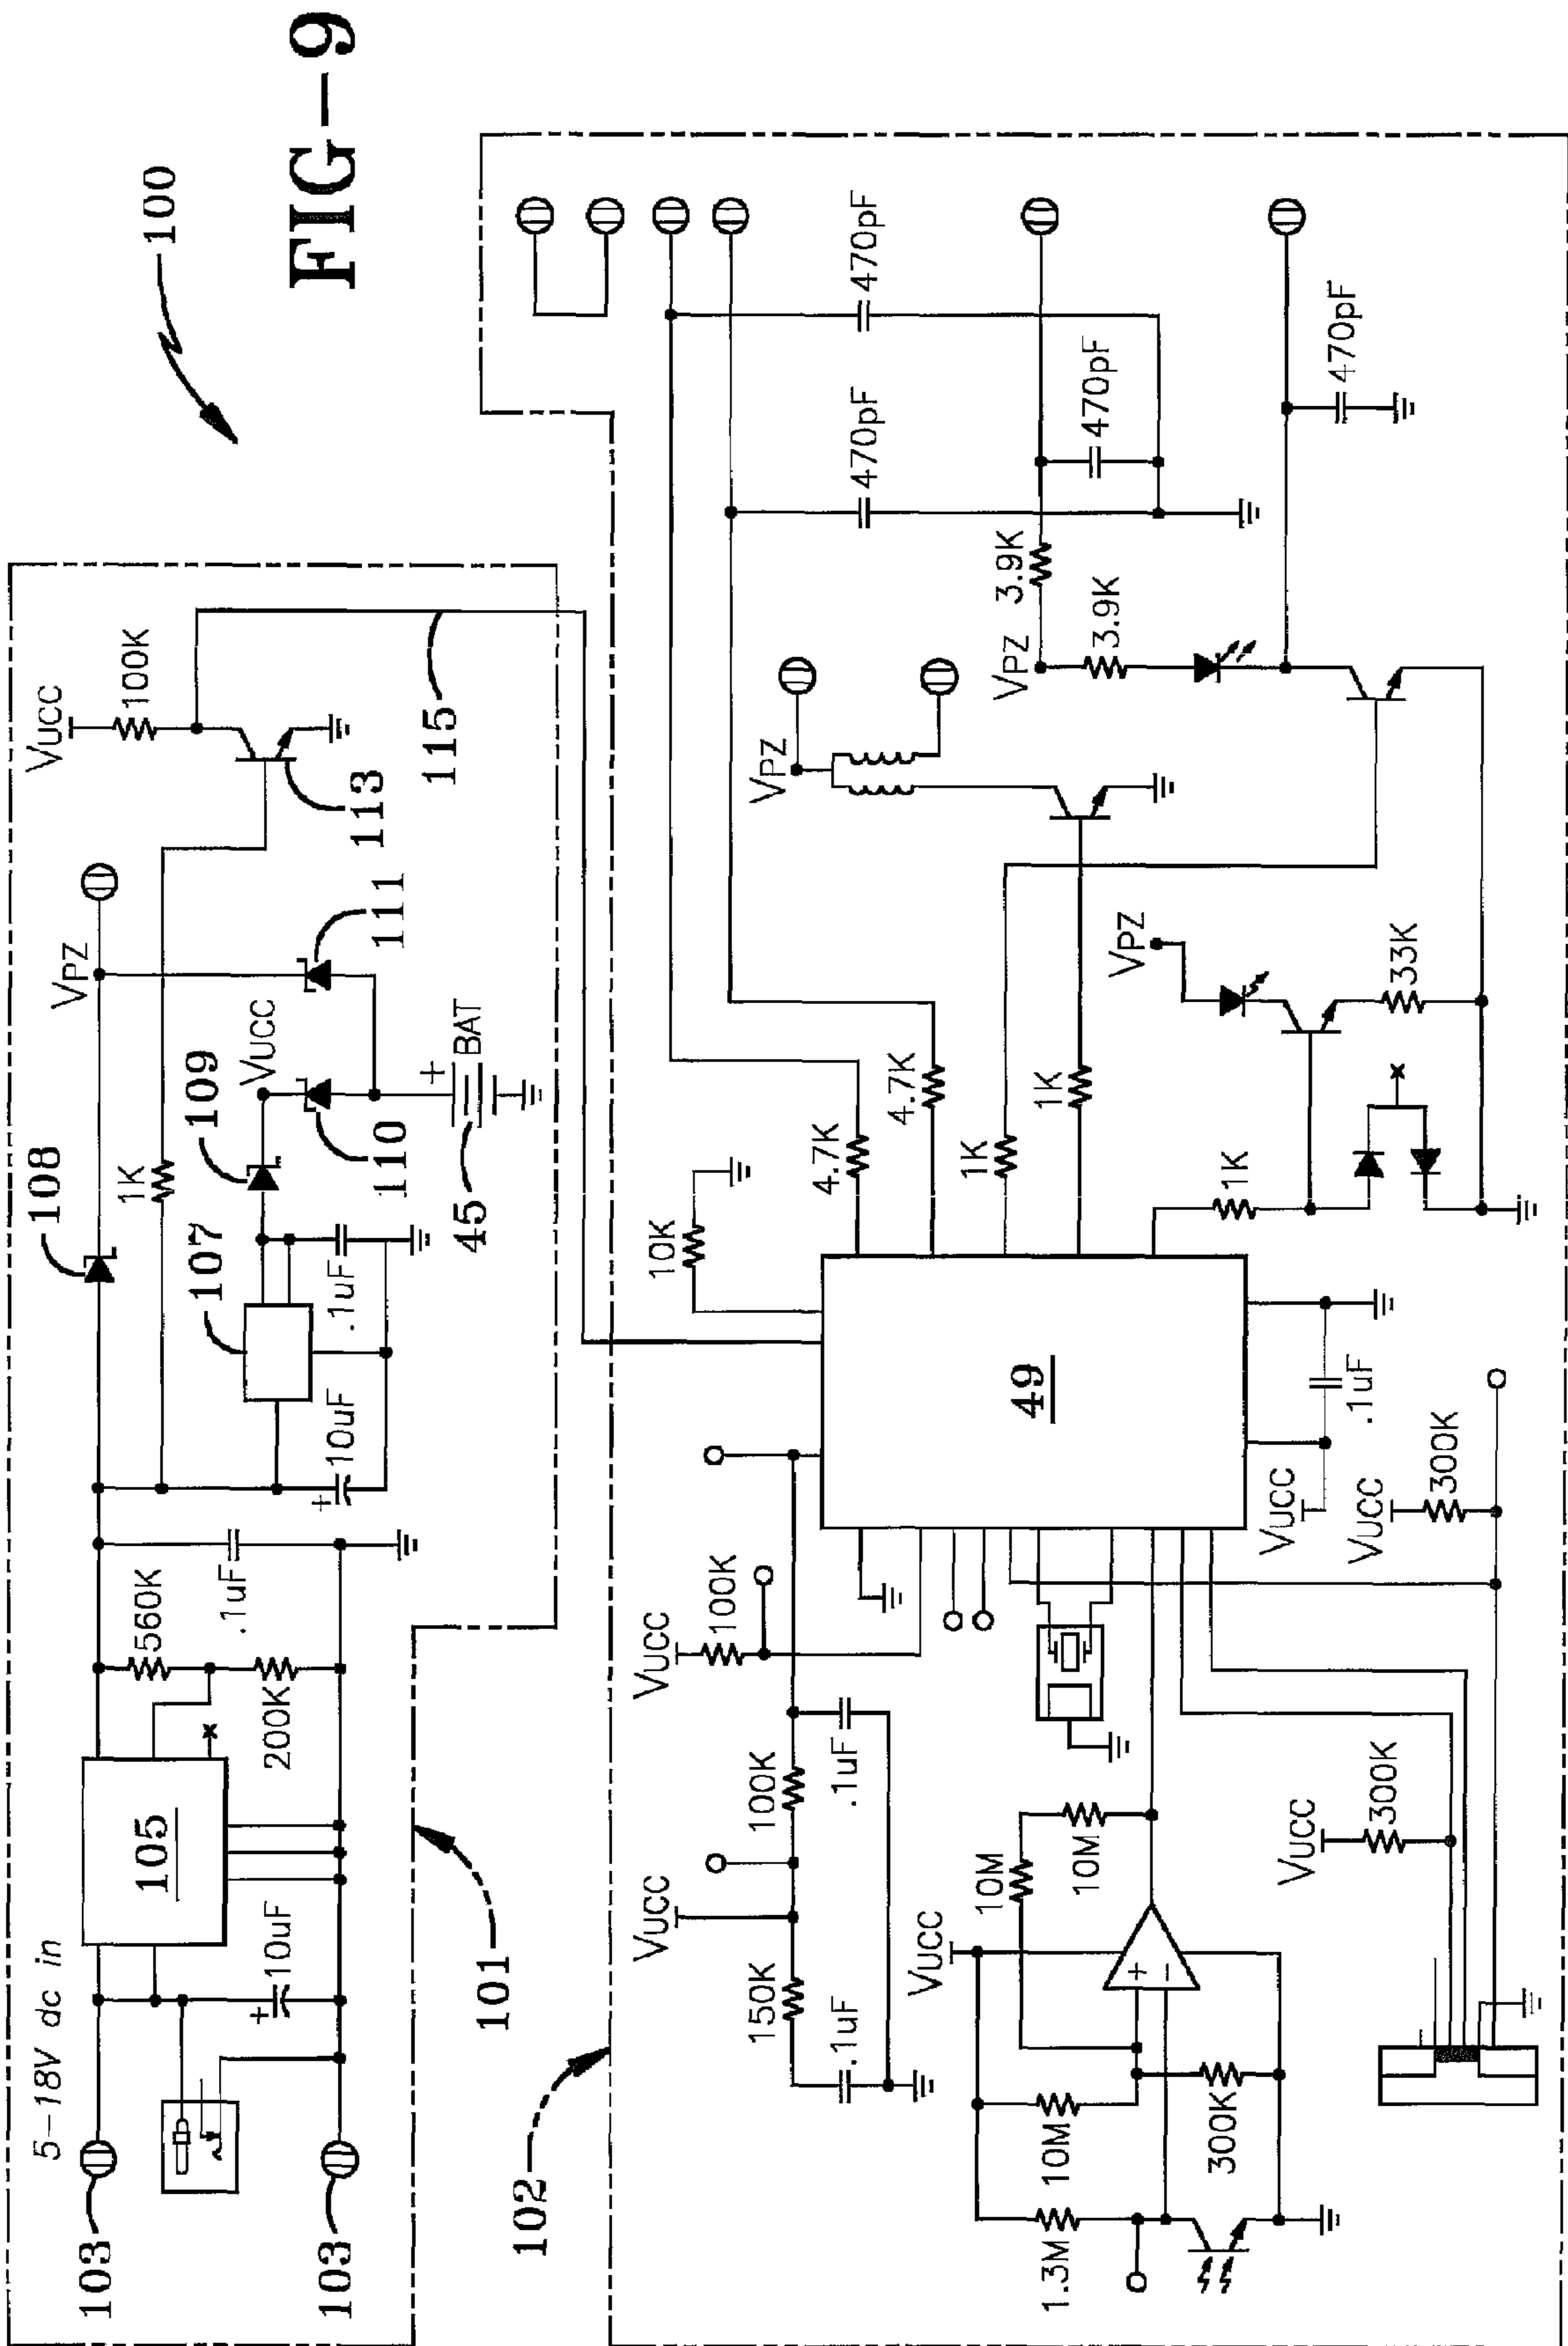 FIG-9
100
5-18V dc in
103
103
105
10uF
560K
200K
.1uF
108
1K
107
10uF
.1uF
109
VUCC
110
45
+ BAT
111
VPZ
VUCC
100K
113
115
101
102
VUCC
150K
100K
.1uF
.1uF
VUCC
100K
10K
49
4.7K
4.7K
1K
1K
1K
VUCC
.1uF
VUCC
300K
VUCC
300K
VUCC
1.3M
10M
300K
10M
10M
+
−
VPZ
33K
VPZ
VPZ
3.9K
3.9K
470pF
470pF
470pF
470pF